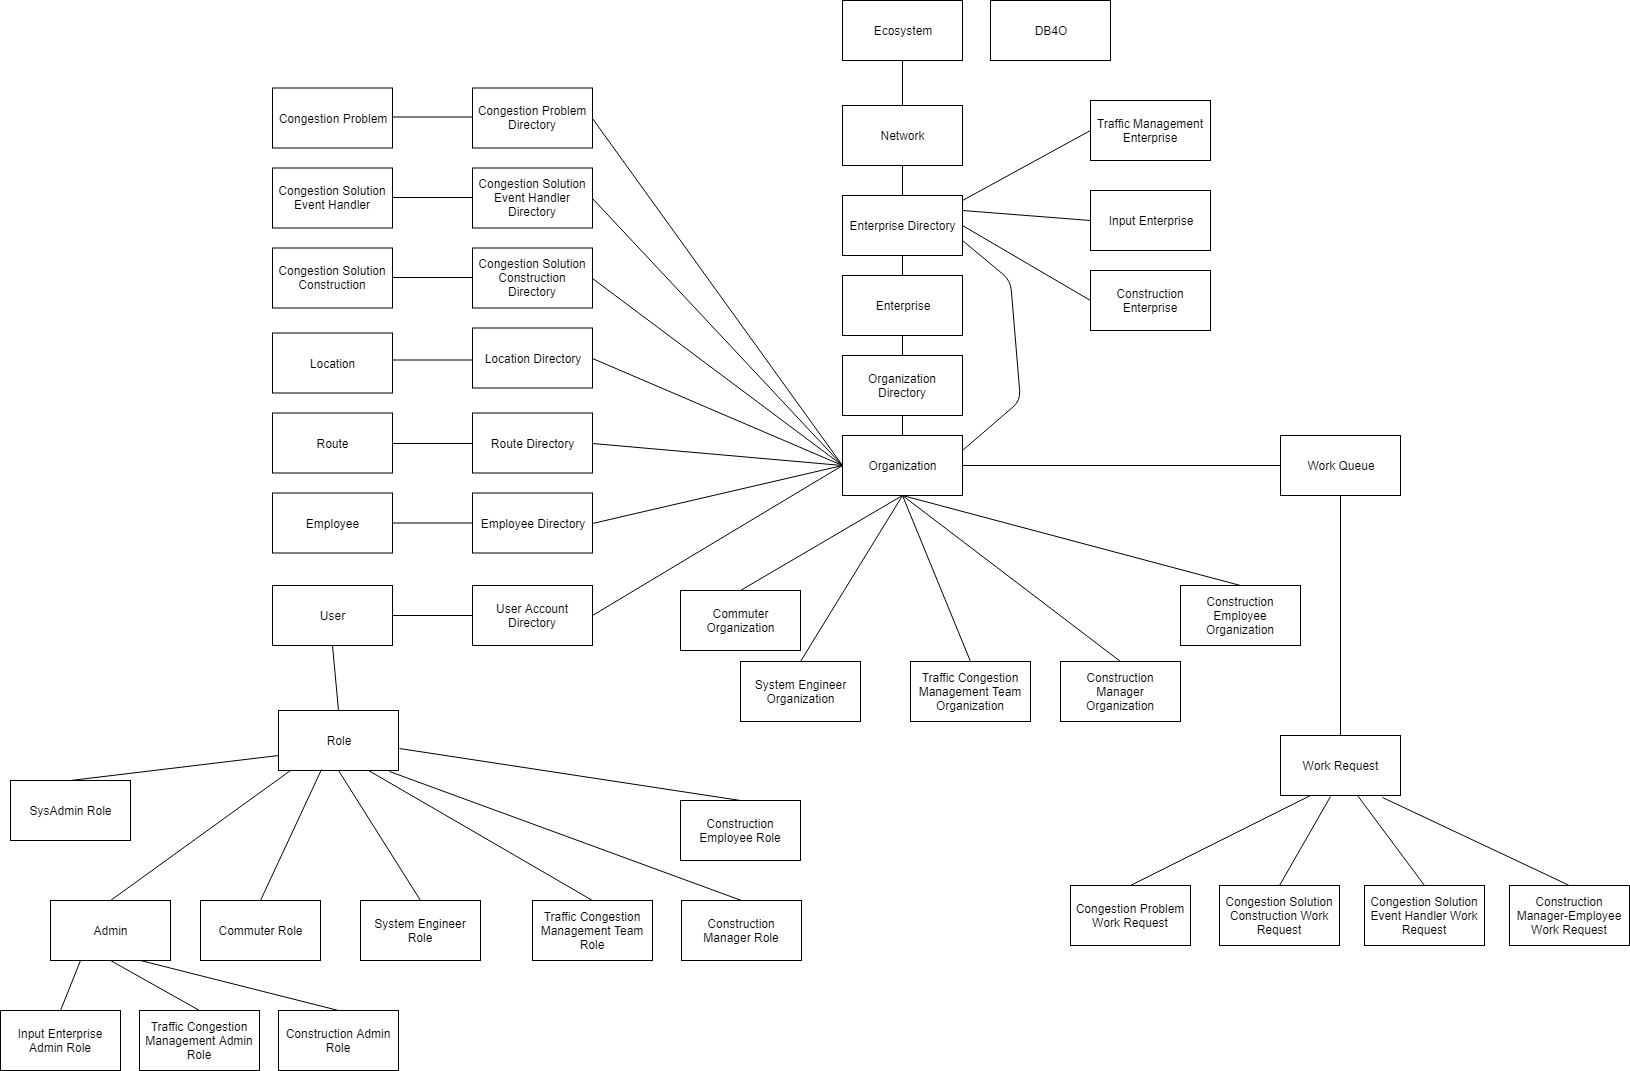 Ecosystem
DB4O
Congestion Problem
Congestion Problem
Directory
Network
Traffic Management
Enterprise
Congestion Solution
Event Handler
Congestion Solution
Event Handler
Directory
Enterprise Directory
Input Enterprise
Congestion Solution
Construction
Congestion Solution
Construction
Directory
Enterprise
Construction
Enterprise
Location
Location Directory
Organization
Directory
Route
Route Directory
Organization
Work Queue
Employee
Employee Directory
User
User Account
Directory
Commuter
Organization
Construction
Employee
Organization
System Engineer
Organization
Traffic Congestion
Management Team
Organization
Construction
Manager
Organization
Role
Work Request
SysAdmin Role
Construction
Employee Role
Admin
Commuter Role
System Engineer
Role
Traffic Congestion
Management Team
Role
Construction
Manager Role
Congestion Problem
Work Request
Congestion Solution
Construction Work
Request
Congestion Solution
Event Handler Work
Request
Construction
Manager-Employee
Work Request
Input Enterprise
Admin Role
Traffic Congestion
Management Admin
Role
Construction Admin
Role